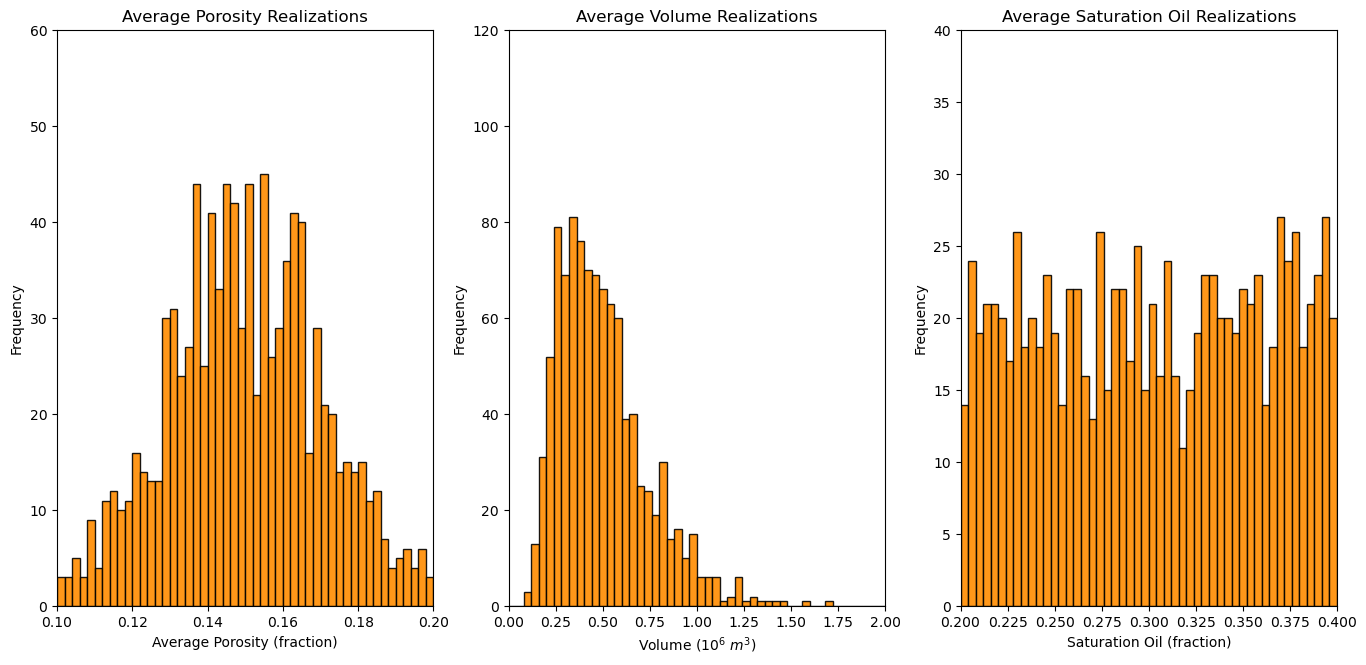 Average Porosity Realizations
60
50
40
30
20
10
0
Frequency
0.10 0.12 0.14 0.16 0.18 0.20
Average Porosity (fraction)
Average Volume Realizations
120
100
80
60
40
20
0
Frequency
0.00 0.25 0.50 0.75 1.00 1.25 1.50 1.75 2.00
Volume (10⁶ m³)
Average Saturation Oil Realizations
40
35
30
25
20
15
10
5
0
Frequency
0.200 0.225 0.250 0.275 0.300 0.325 0.350 0.375 0.400
Saturation Oil (fraction)